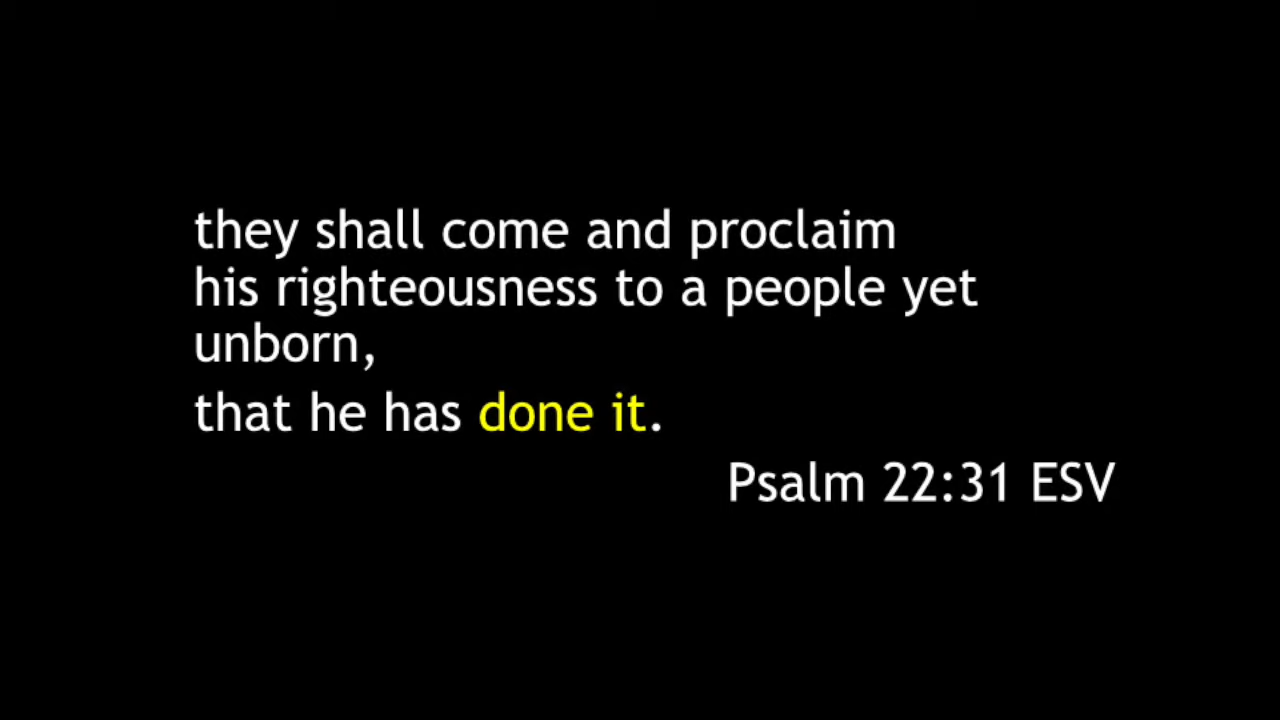 they shall come and proclaim
his righteousness to a people yet
unborn,
that he has done it.
Psalm 22:31 ESV